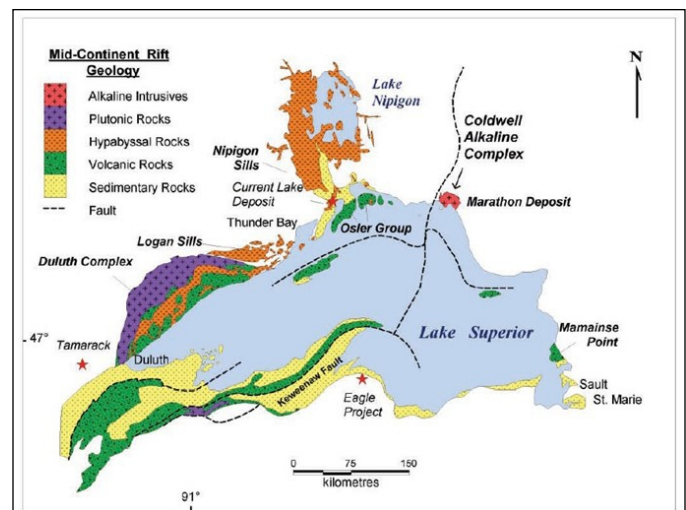 Mid-Continent Rift
Geology
Alkaline Intrusives
Plutonic Rocks
Hypabyssal Rocks
Volcanic Rocks
Sedimentary Rocks
Fault
Lake
Nipigon
N
Coldwell
Alkaline
Complex
Nipigon
Sills
Current Lake
Deposit
Thunder Bay
Marathon Deposit
Osler Group
Logan Sills
Duluth Complex
47°
Tamarack
Duluth
Lake Superior
Mamainse
Point
Keweenaw Fault
Eagle
Project
Sault
St. Marie
0 75 150
kilometres
91°